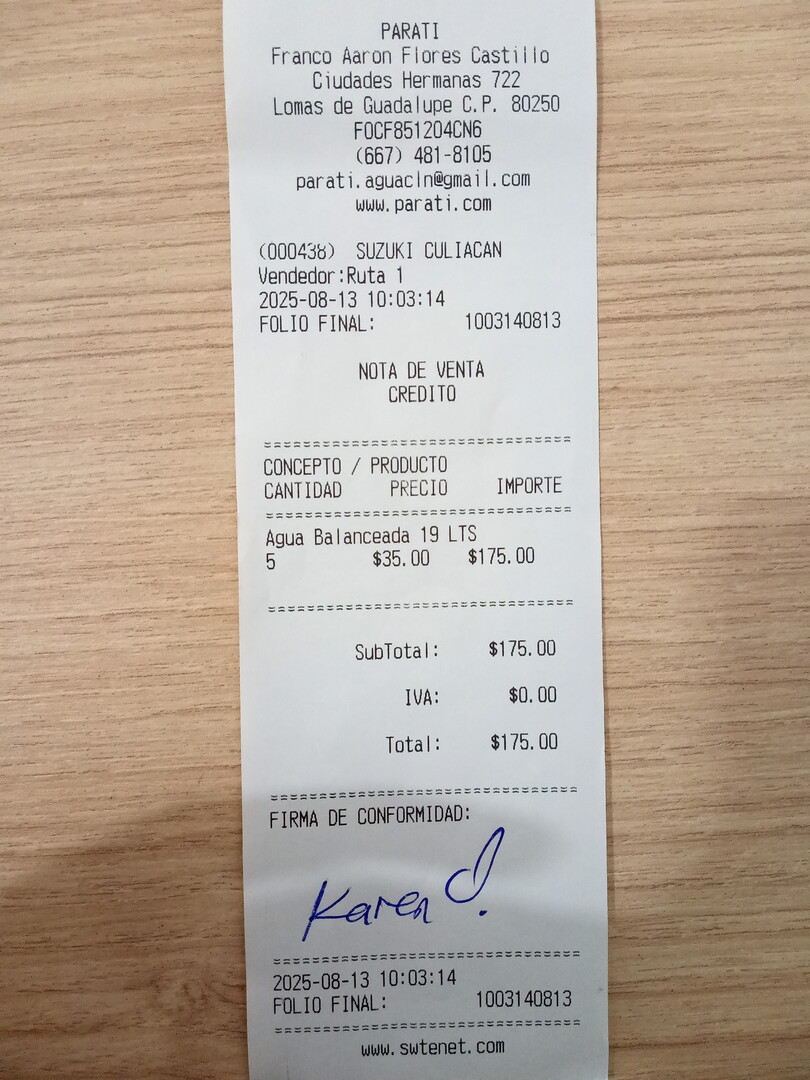 PARATI
Franco Aaron Flores Castillo
Ciudades Hermanas 722
Lomas de Guadalupe C.P. 80250
FOCF851204CN6
(667) 481-8105
parati.aguacln@gmail.com
www.parati.com
(000438) SUZUKI CULIACAN
Vendedor:Ruta 1
2025-08-13 10:03:14
FOLIO FINAL: 1003140813
NOTA DE VENTA
CREDITO
===============================
CONCEPTO / PRODUCTO
CANTIDAD PRECIO IMPORTE
===============================
Agua Balanceada 19 LTS
5 $35.00 $175.00
===============================
SubTotal: $175.00
IVA: $0.00
Total: $175.00
===============================
FIRMA DE CONFORMIDAD:
Karen
===============================
2025-08-13 10:03:14
FOLIO FINAL: 1003140813
===============================
www.swtenet.com